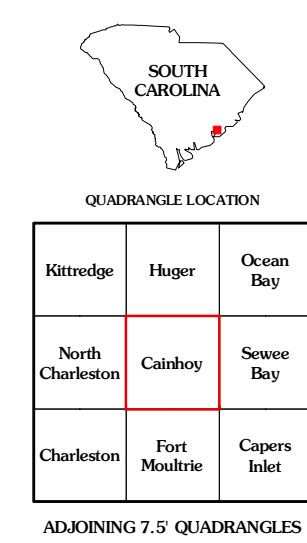 SOUTH
CAROLINA
QUADRANGLE LOCATION
Kittredge
Huger
Ocean
Bay
North
Charleston
Cainhoy
Sewee
Bay
Charleston
Fort
Moultrie
Capers
Inlet
ADJOINING 7.5' QUADRANGLES